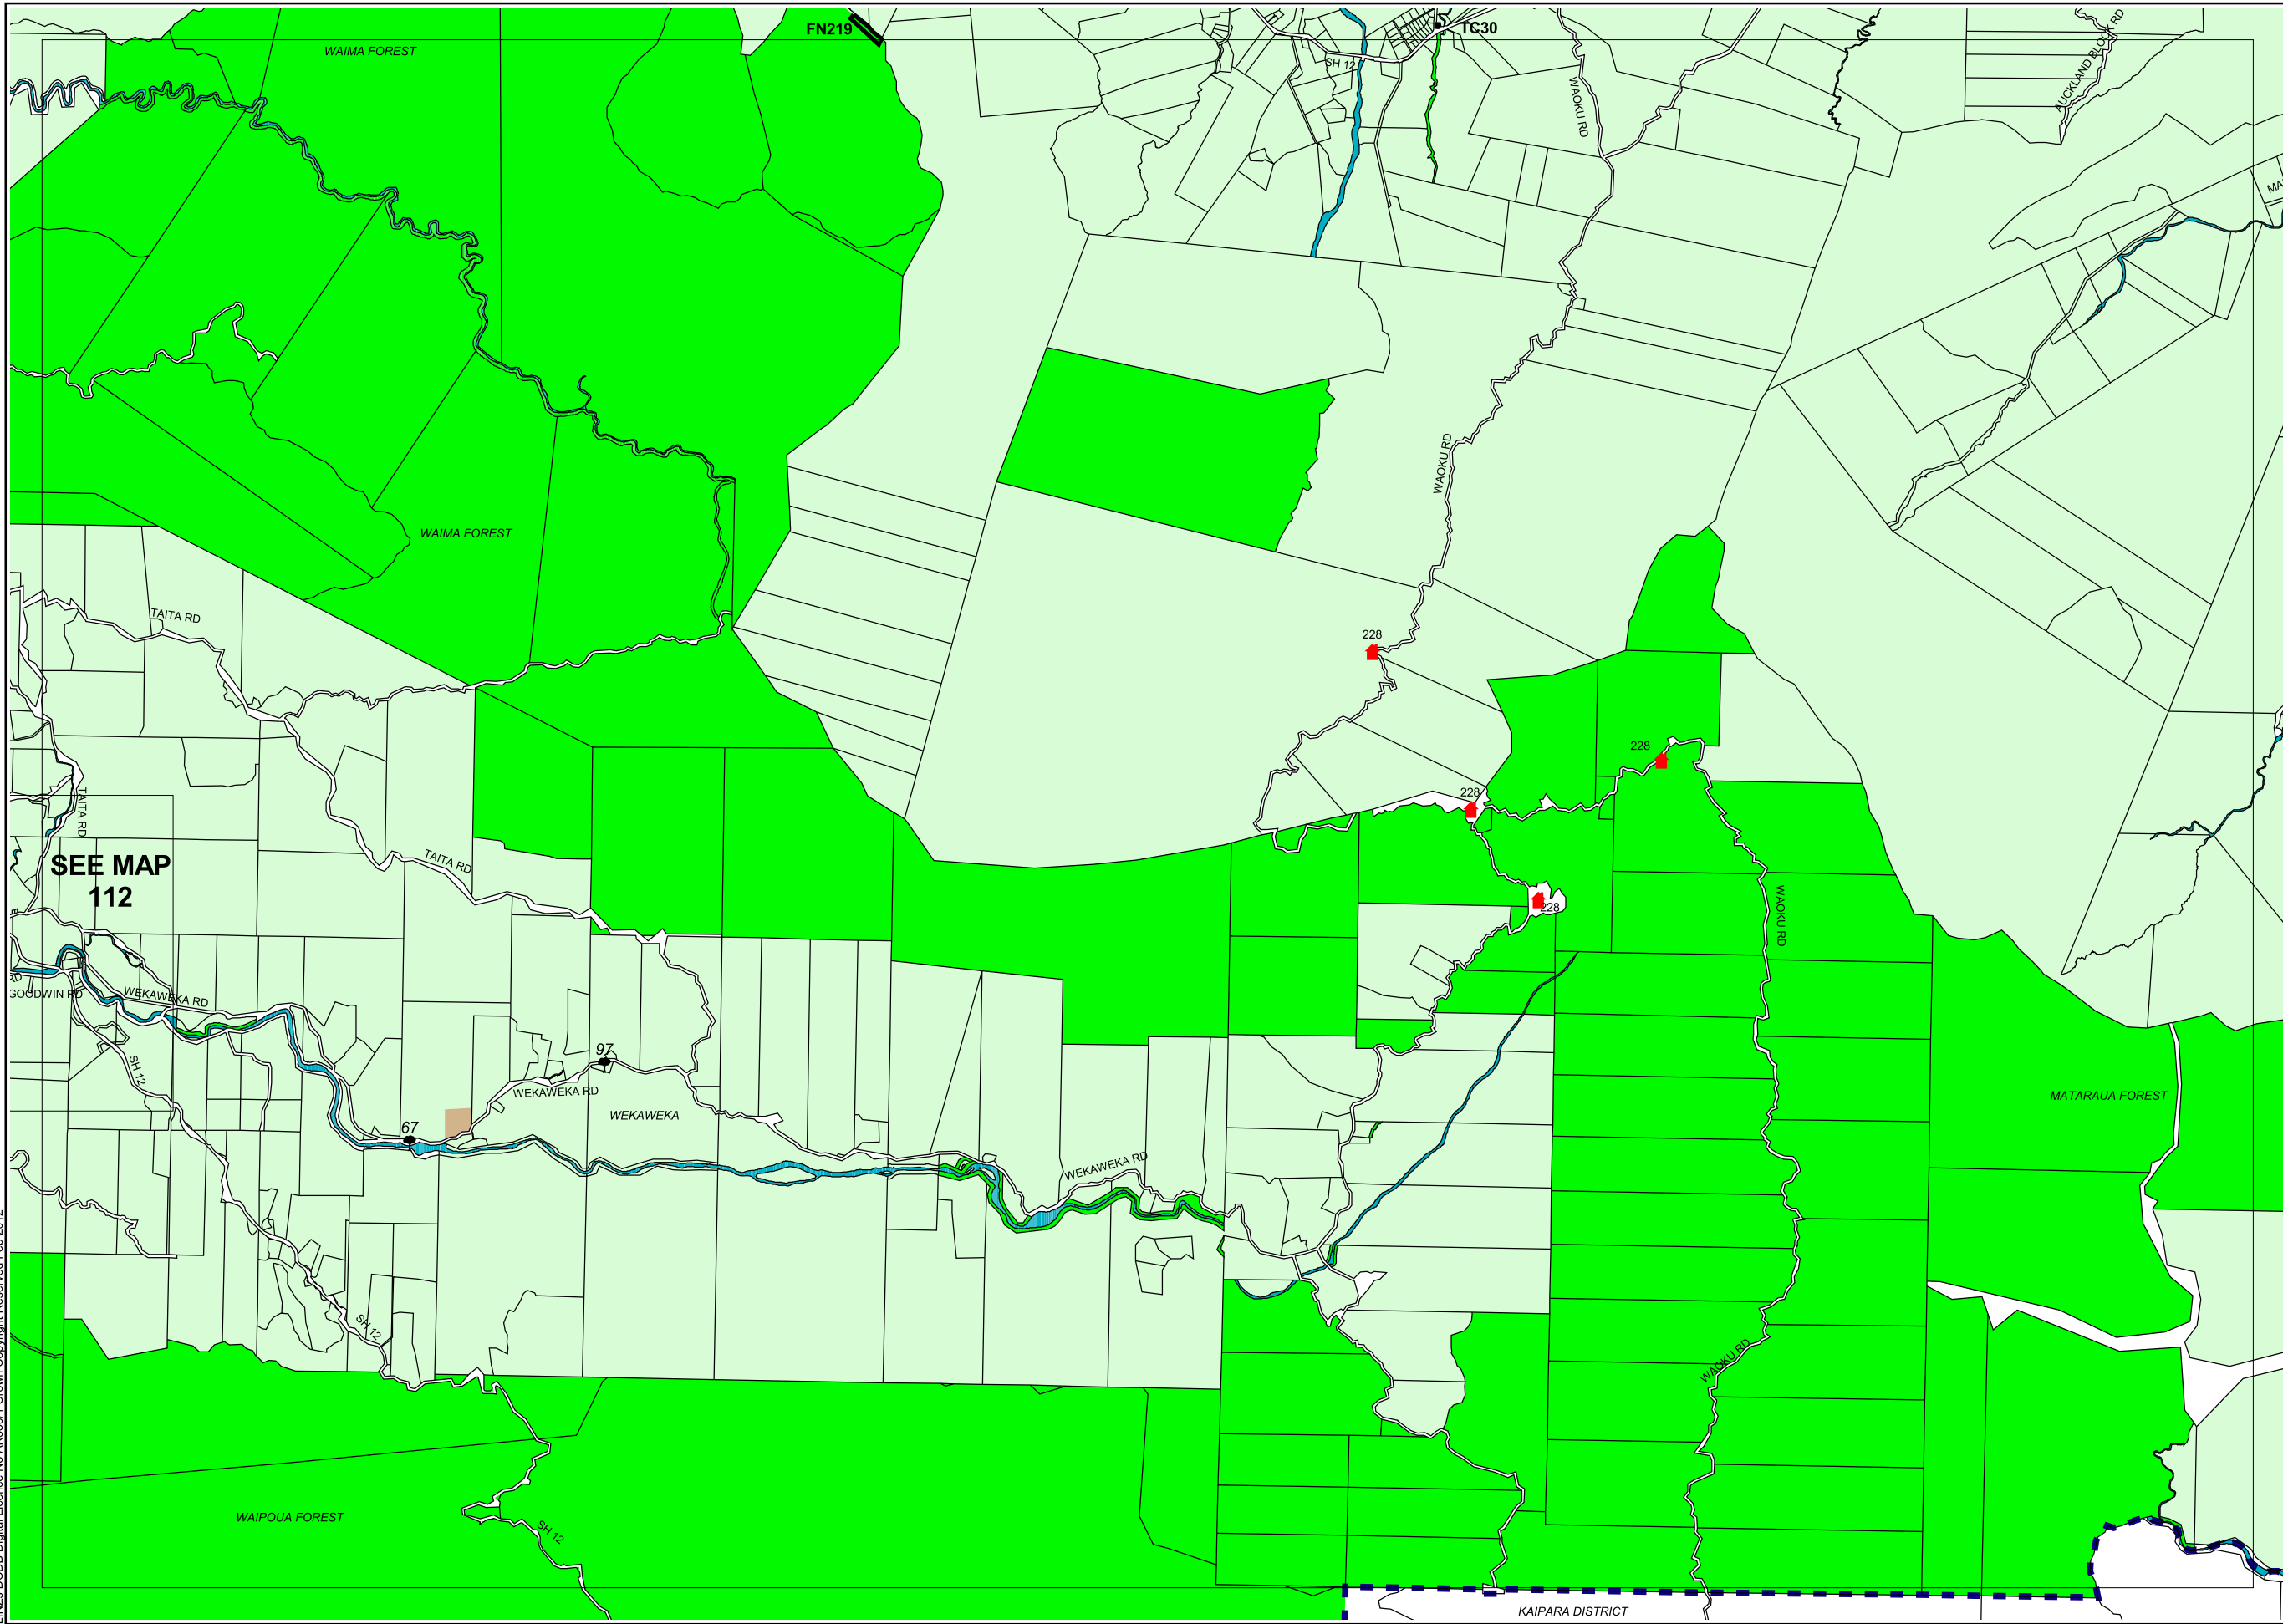 FN219
TC30
WAIMA FOREST
SH 12
WAOKU RD
AUCKLAND BLOCK RD
MA
WAOKU RD
WAIMA FOREST
TAITA RD
228
228
228
TAITA RD
SEE MAP
112
TAITA RD
228
WAOKU RD
RD
GOODWIN RD
WEKAWEKA RD
97
SH 12
WEKAWEKA RD
WEKAWEKA
MATARAUA FOREST
67
WEKAWEKA RD
SH 12
WAOKU RD
WAIPOUA FOREST
SH 12
KAIPARA DISTRICT